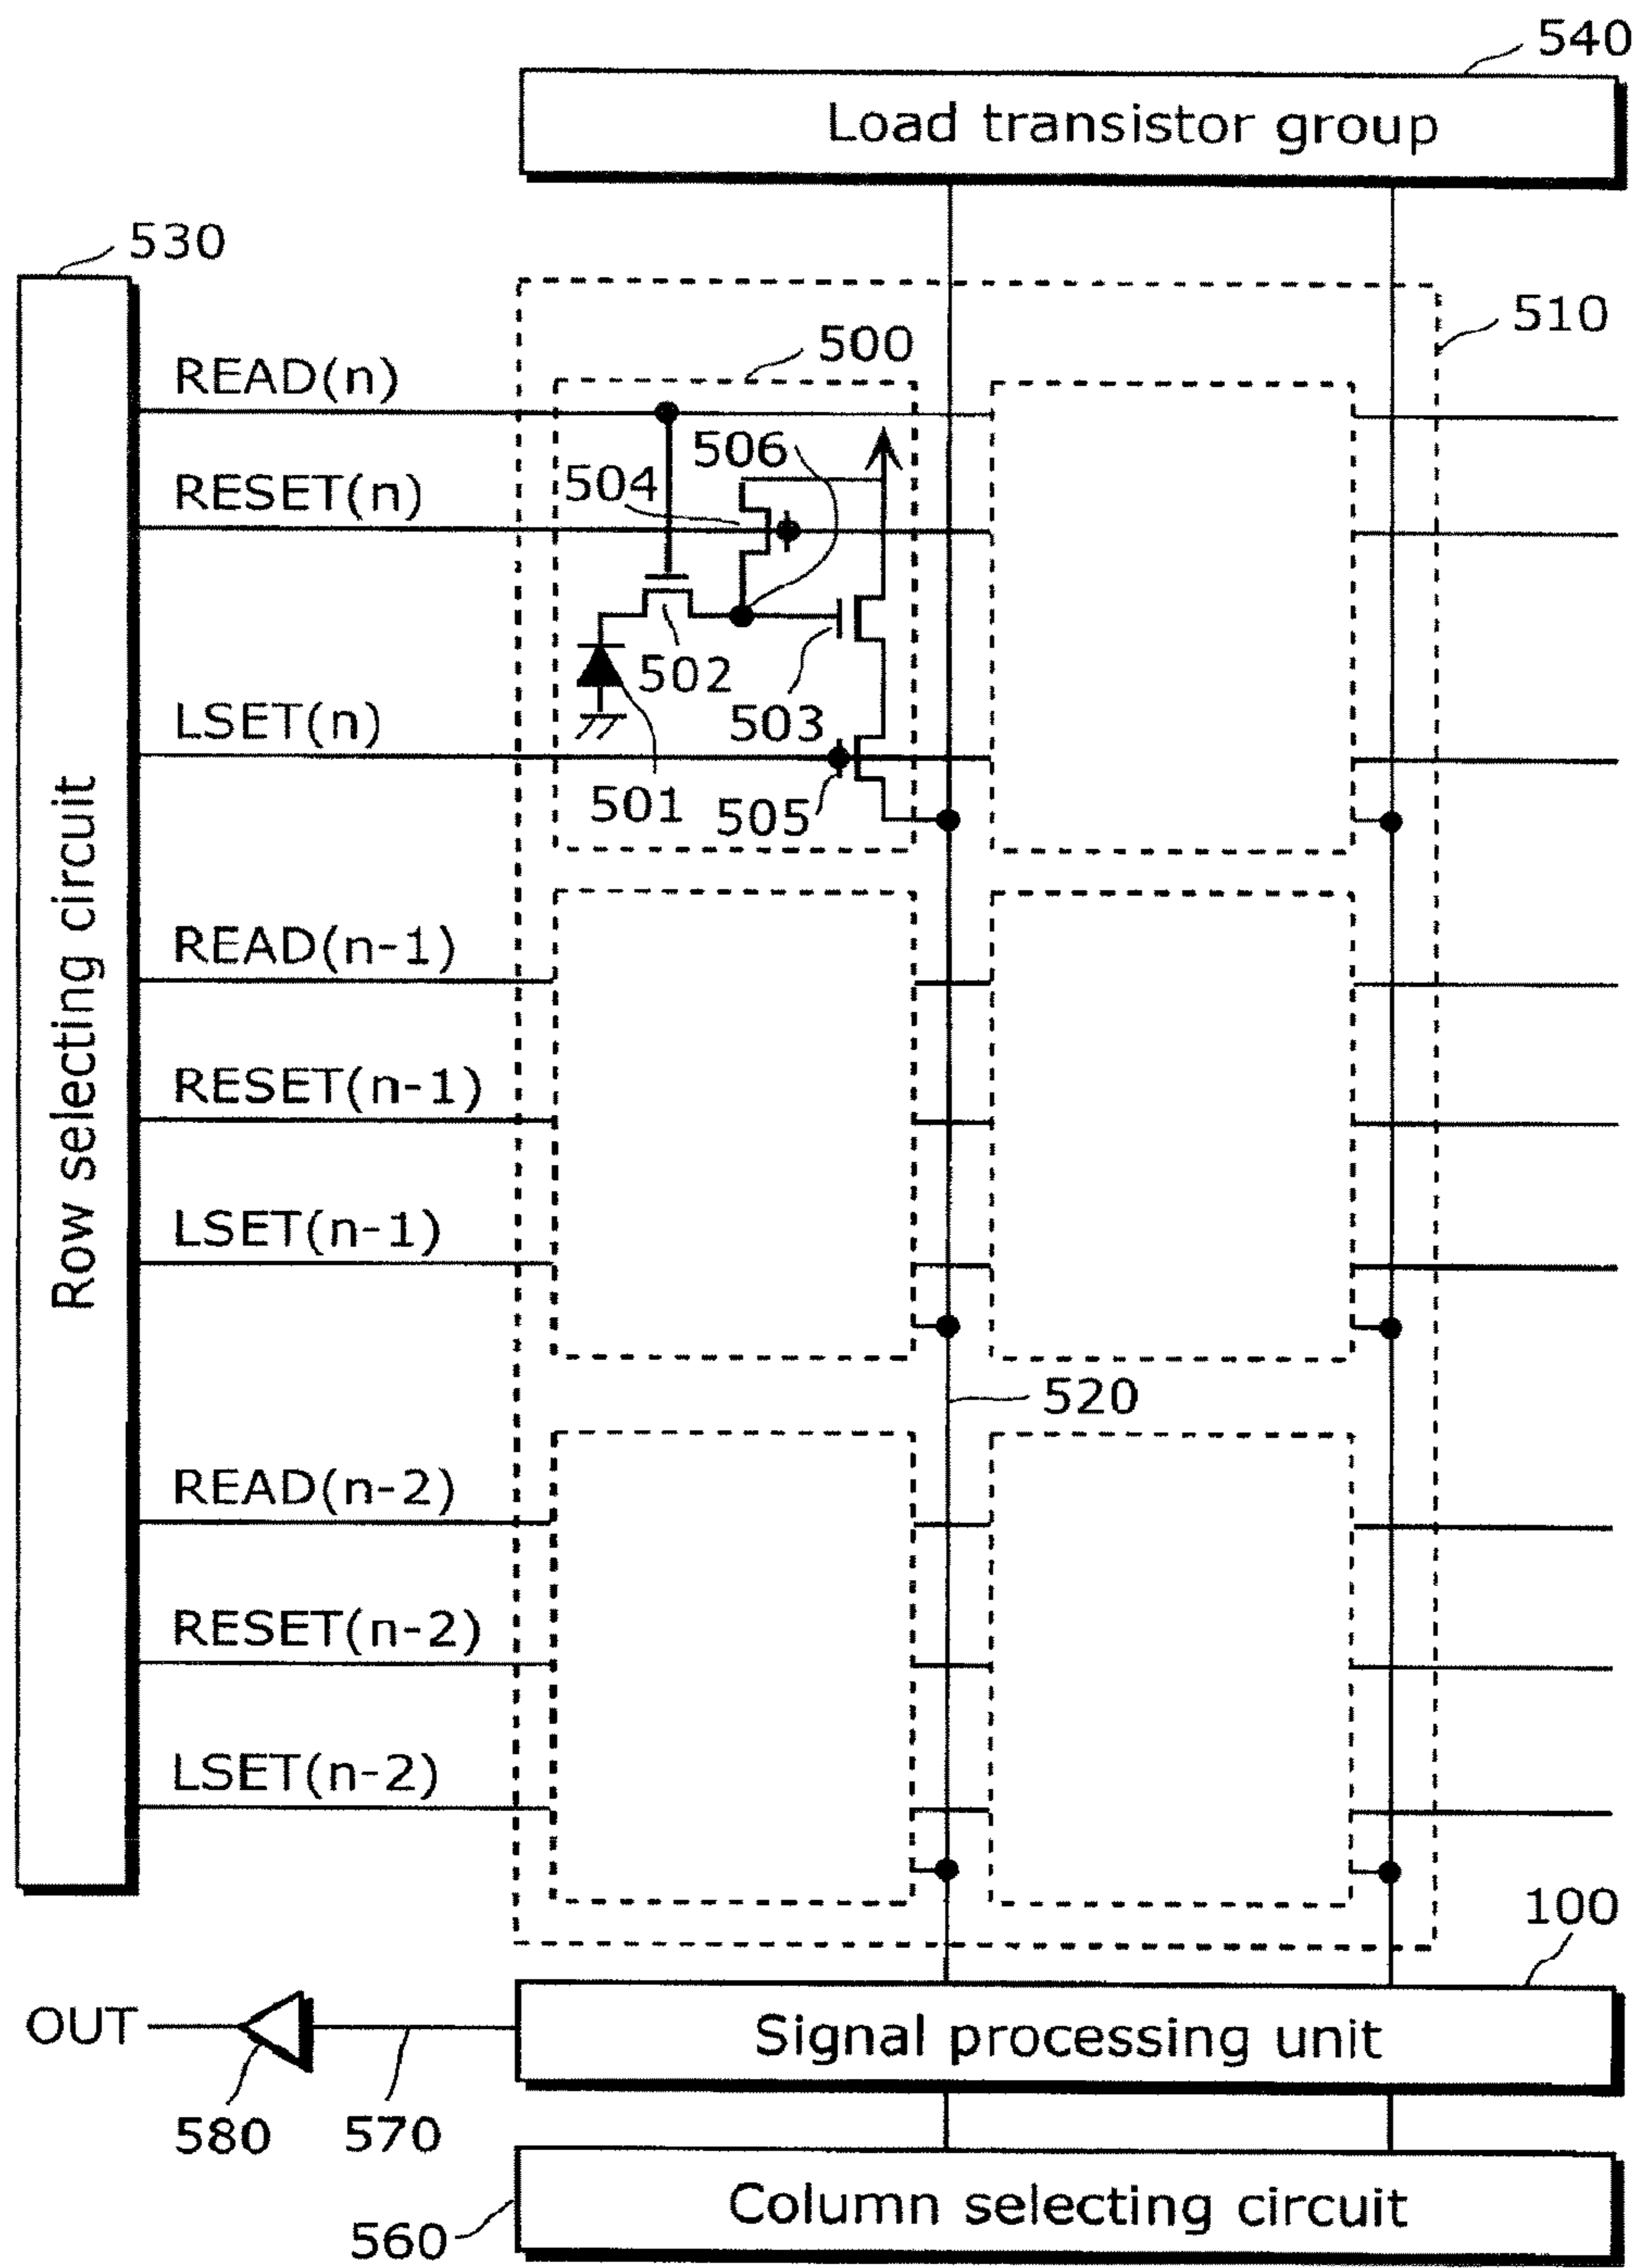 540
Load transistor group
530
510
500
READ(n)
506
504
RESET(n)
502
503
LSET(n)
501
505
Row selecting circuit
READ(n-1)
RESET(n-1)
LSET(n-1)
520
READ(n-2)
RESET(n-2)
LSET(n-2)
100
OUT
Signal processing unit
580
570
Column selecting circuit
560